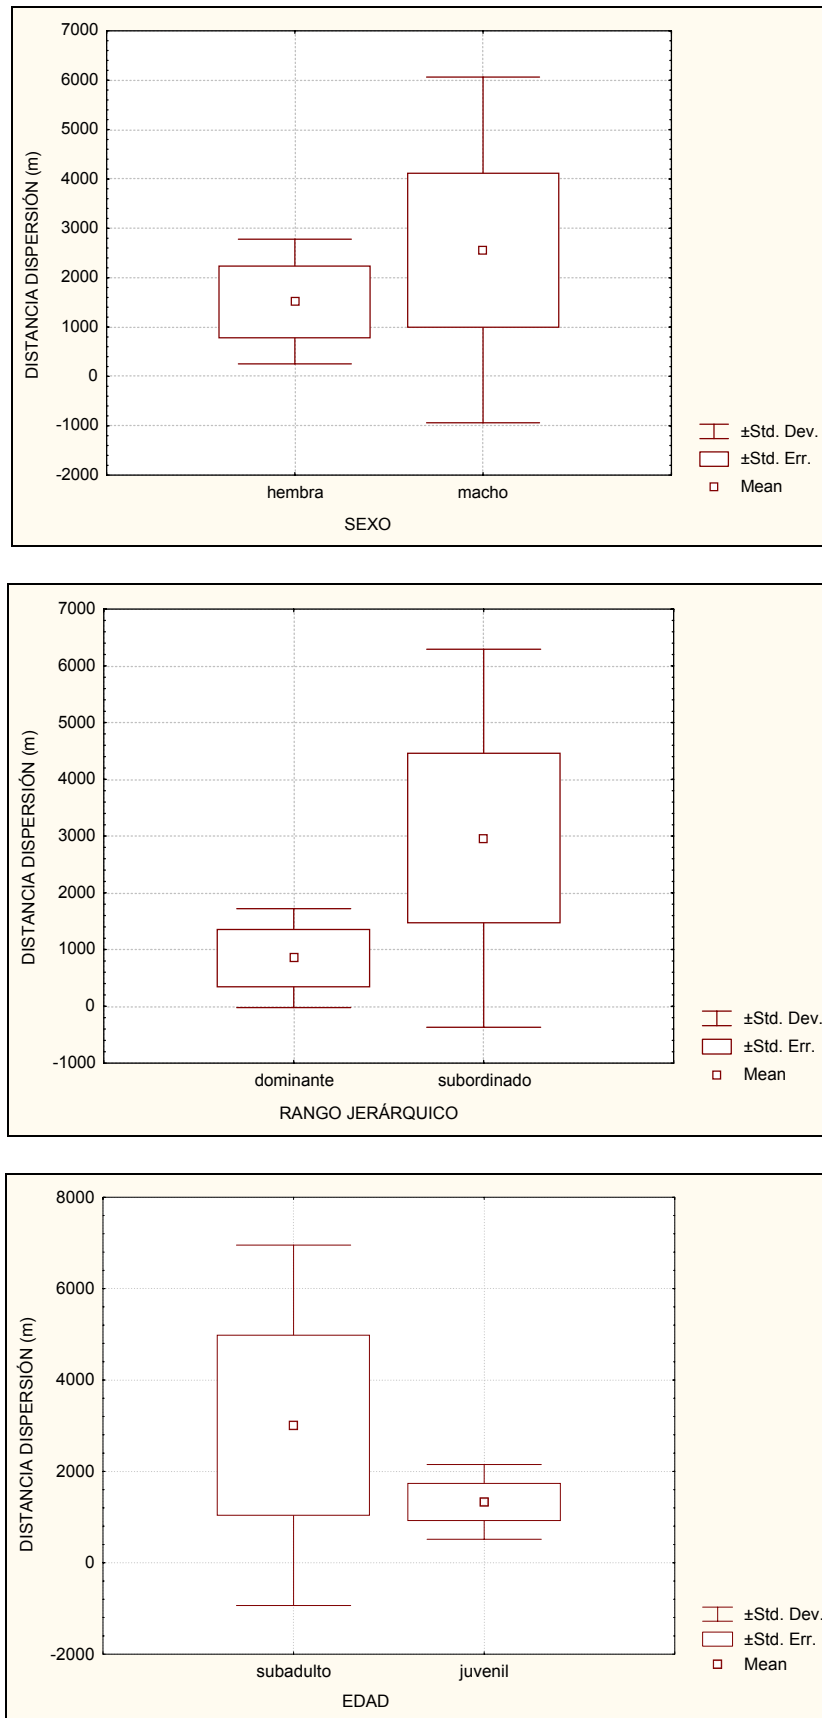 7000
6000
5000
4000
3000
2000
1000
0
-1000
-2000
DISTANCIA DISPERSIÓN (m)
hembra macho
SEXO
±Std. Dev.
±Std. Err.
Mean
7000
6000
5000
4000
3000
2000
1000
0
-1000
DISTANCIA DISPERSIÓN (m)
dominante subordinado
RANGO JERÁRQUICO
±Std. Dev.
±Std. Err.
Mean
8000
6000
4000
2000
0
-2000
DISTANCIA DISPERSIÓN (m)
subadulto juvenil
EDAD
±Std. Dev.
±Std. Err.
Mean